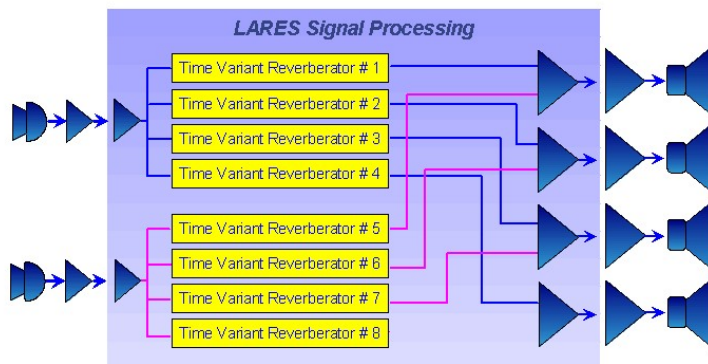 LARES Signal Processing
Time Variant Reverberator # 1
Time Variant Reverberator # 2
Time Variant Reverberator # 3
Time Variant Reverberator # 4
Time Variant Reverberator # 5
Time Variant Reverberator # 6
Time Variant Reverberator # 7
Time Variant Reverberator # 8